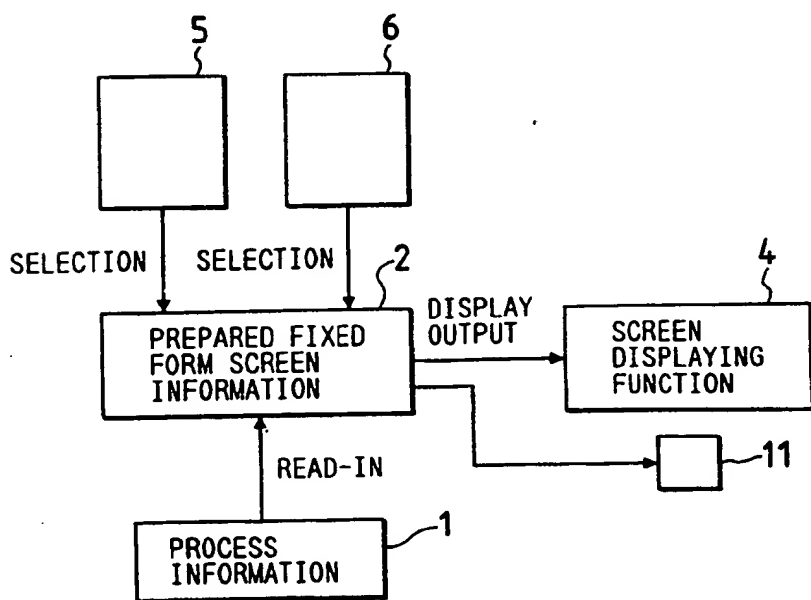 5
6
SELECTION
SELECTION
2
PREPARED FIXED
FORM SCREEN
INFORMATION
DISPLAY
OUTPUT
4
SCREEN
DISPLAYING
FUNCTION
11
READ-IN
1
PROCESS
INFORMATION